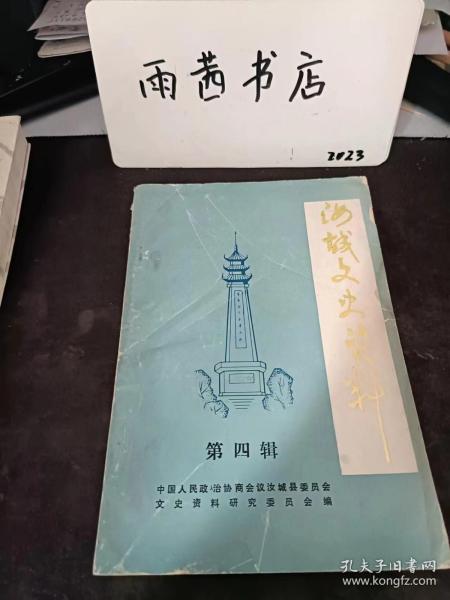 雨茜书店
2023
汝城文史资料
第四辑
中国人民政治协商会议汝城县委员会
文史资料研究委员会编
孔夫子旧书网
www.kongfz.com